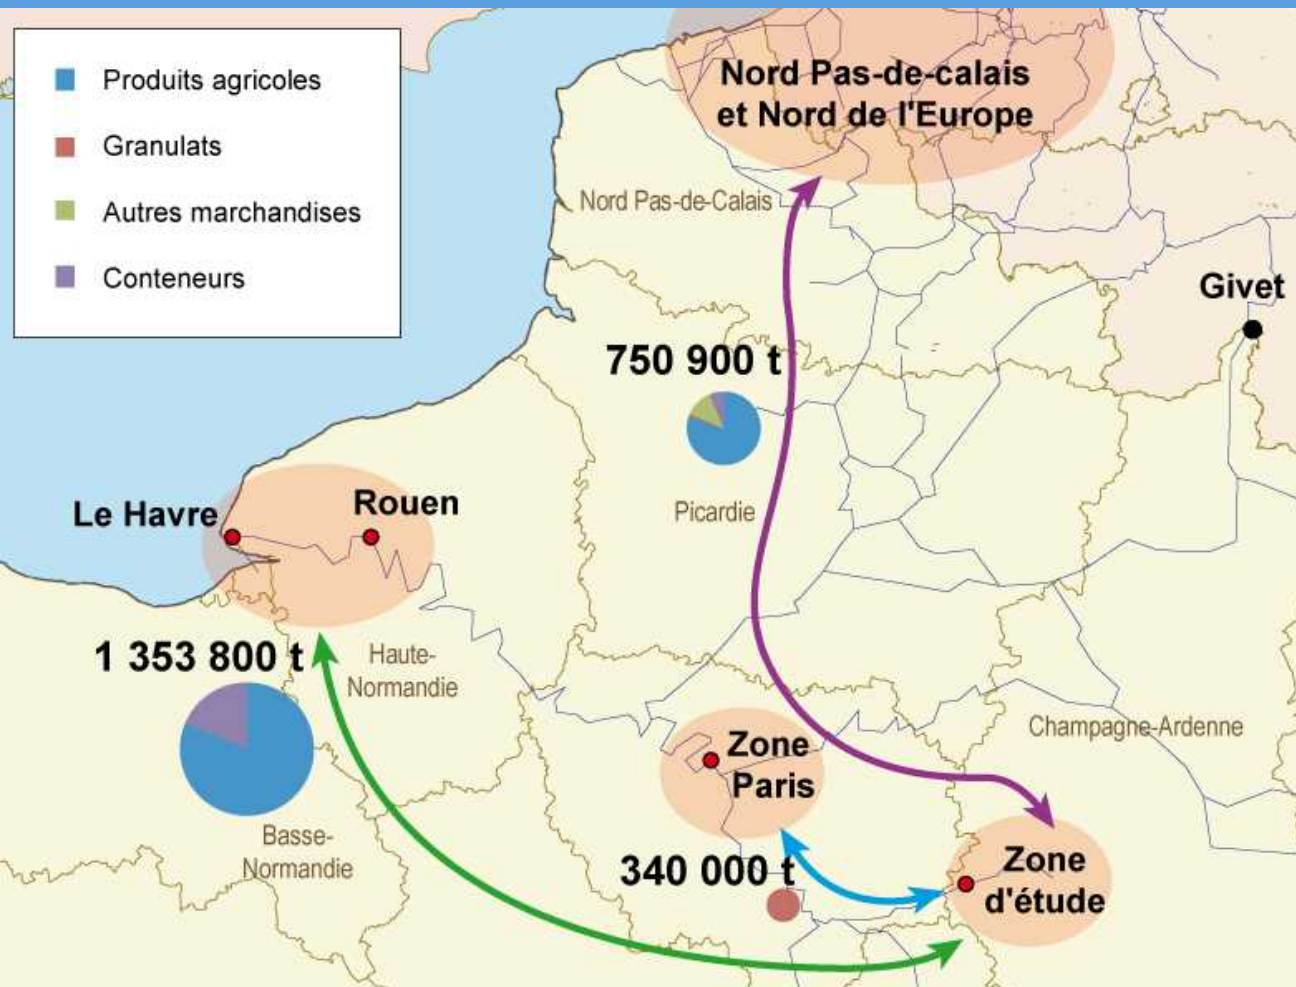 Produits agricoles
Granulats
Autres marchandises
Conteneurs
Nord Pas-de-calais
et Nord de l'Europe
Nord Pas-de-Calais
Givet
750 900 t
Picardie
Le Havre
Rouen
1 353 800 t
Haute-
Normandie
Champagne-Ardenne
Zone
Paris
Basse-
Normandie
340 000 t
Zone
d'étude